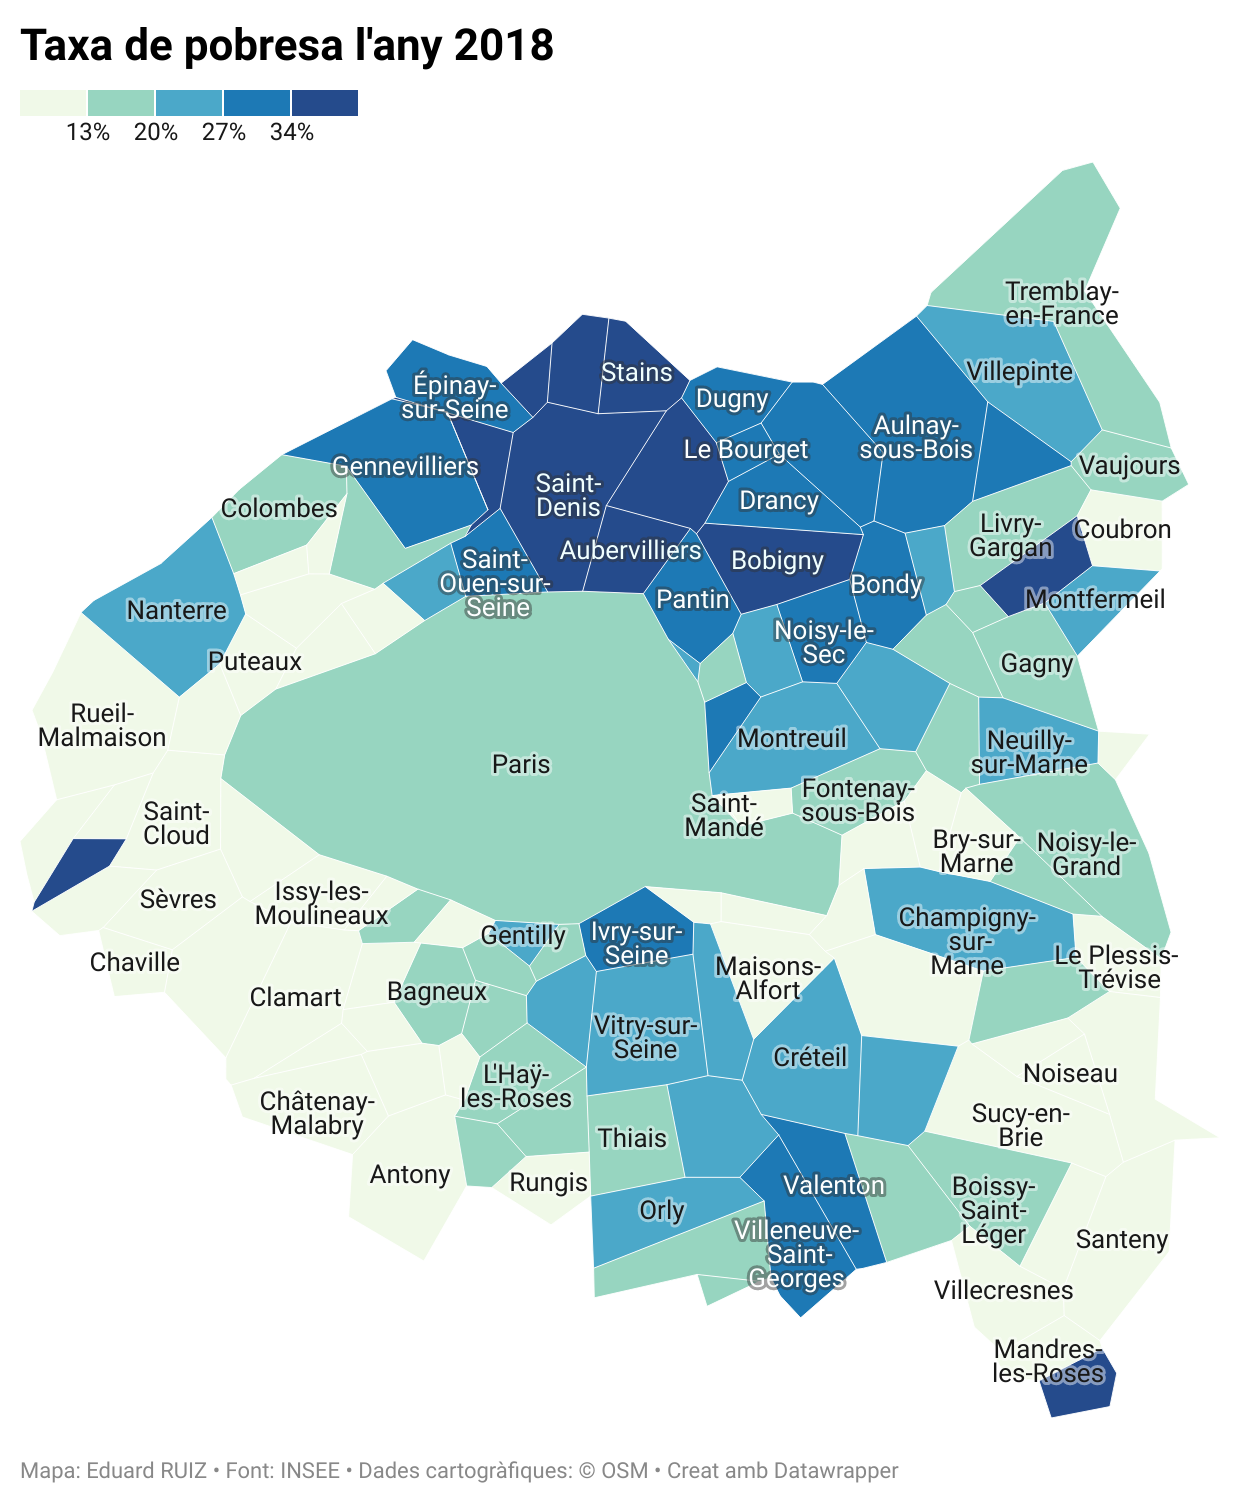 Taxa de pobresa l'any 2018
13% 20% 27% 34%
Tremblay-
en-France
Villepinte
Stains
Épinay-
sur-Seine
Dugny
Aulnay-
sous-Bois
Le Bourget
Gennevilliers
Vaujours
Saint-
Denis
Drancy
Colombes
Livry-
Gargan
Coubron
Aubervilliers
Bobigny
Saint-
Ouen-sur-
Seine
Bondy
Pantin
Montfermeil
Nanterre
Noisy-le-
Sec
Puteaux
Gagny
Rueil-
Malmaison
Montreuil
Neuilly-
sur-Marne
Paris
Fontenay-
sous-Bois
Saint-
Mandé
Saint-
Cloud
Bry-sur-
Marne
Noisy-le-
Grand
Sèvres
Issy-les-
Moulineaux
Gentilly
Ivry-sur-
Seine
Champigny-
sur-
Marne
Chaville
Maisons-
Alfort
Le Plessis-
Trévise
Clamart
Bagneux
Vitry-sur-
Seine
Créteil
L'Haÿ-
les-Roses
Noiseau
Châtenay-
Malabry
Sucy-en-
Brie
Thiais
Antony
Rungis
Valenton
Boissy-
Saint-
Léger
Orly
Villeneuve-
Saint-
Georges
Santeny
Villecresnes
Mandres-
les-Roses
Mapa: Eduard RUIZ • Font: INSEE • Dades cartogràfiques: © OSM • Creat amb Datawrapper